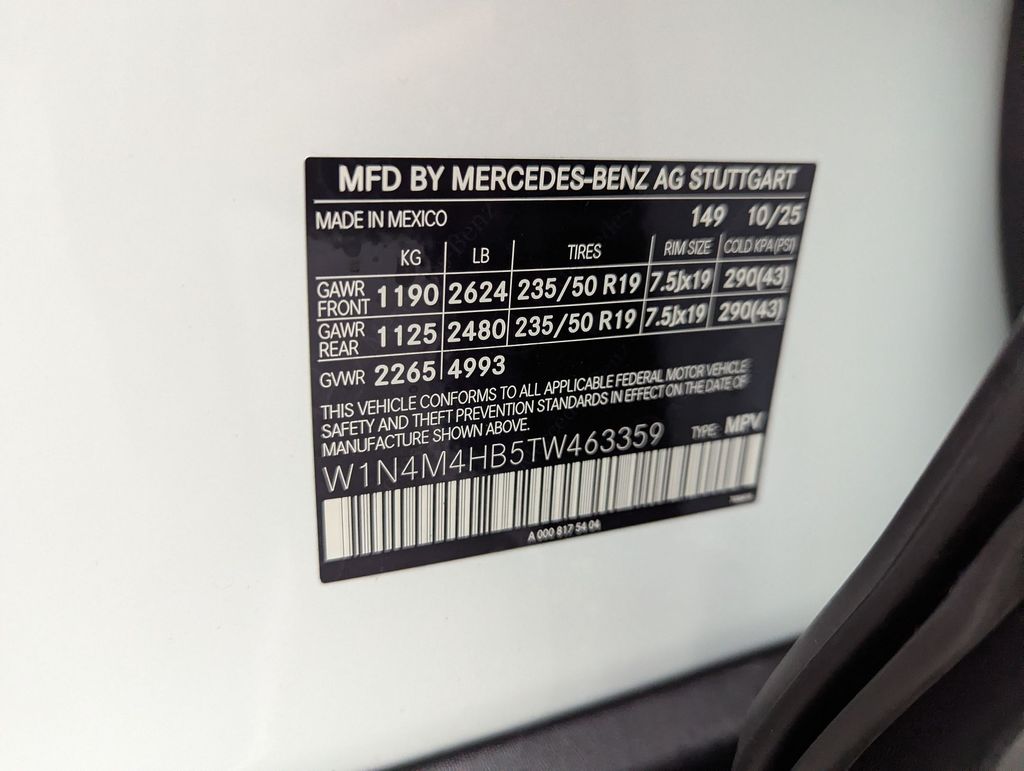 MFD BY MERCEDES-BENZ AG STUTTGART
MADE IN MEXICO 149 10/25
KG LB TIRES RIM SIZE COLD KPA (PSI)
GAWR FRONT 1190 2624 235/50 R19 7.5Jx19 290(43)
GAWR REAR 1125 2480 235/50 R19 7.5Jx19 290(43)
GVWR 2265 4993
THIS VEHICLE CONFORMS TO ALL APPLICABLE FEDERAL MOTOR VEHICLE
SAFETY AND THEFT PREVENTION STANDARDS IN EFFECT ON THE DATE OF
MANUFACTURE SHOWN ABOVE.
W1N4M4HB5TW463359 TYPE: MPV
A 000 817 54 04